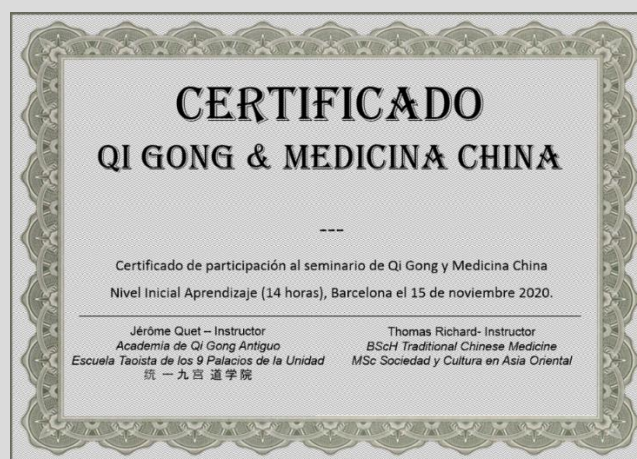 CERTIFICADO
QI GONG & MEDICINA CHINA
---
Certificado de participación al seminario de Qi Gong y Medicina China
Nivel Inicial Aprendizaje (14 horas), Barcelona el 15 de noviembre 2020.
Jérôme Quet – Instructor
Academia de Qi Gong Antiguo
Escuela Taoista de los 9 Palacios de la Unidad
统 一 九 宫 道 学 院
Thomas Richard- Instructor
BScH Traditional Chinese Medicine
MSc Sociedad y Cultura en Asia Oriental